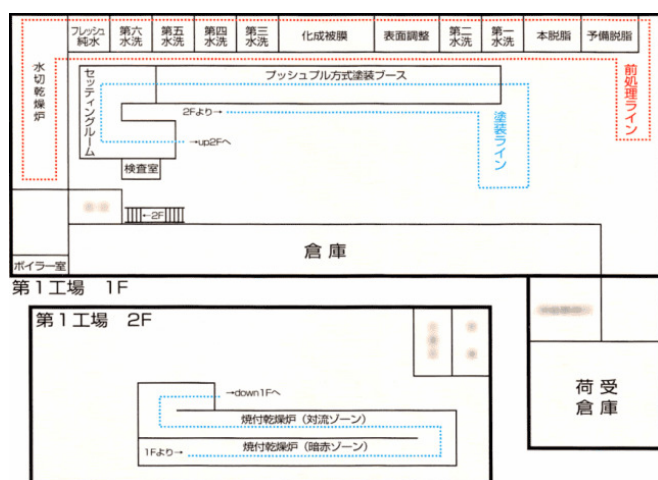 フレッシュ純水
第六水洗
第五水洗
第四水洗
第三水洗
化成被膜
表面調整
第二水洗
第一水洗
本脱脂
予備脱脂
水切乾燥炉
セッティングルーム
プッシュプル方式塗装ブース
2Fより→
→up2Fへ
検査室
塗装ライン
前処理ライン
←2F
倉庫
ボイラー室
第1工場 1F
第1工場 2F
→down1Fへ
焼付乾燥炉(対流ゾーン)
焼付乾燥炉(暗赤ゾーン)
1Fより→
荷受
倉庫